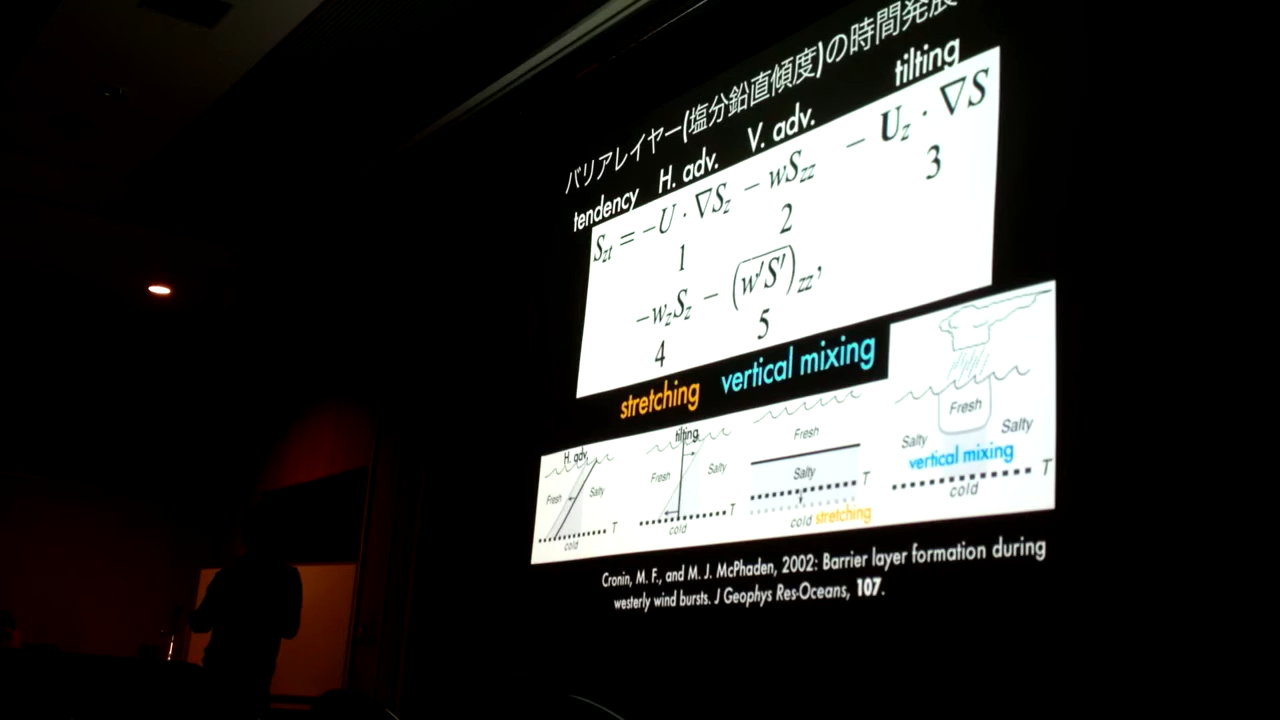 バリアレイヤー(塩分鉛直傾度)の時間発展
tendency H. adv. V. adv. tilting
S_zt = −U · ∇S_z − wS_zz − U_z · ∇S
1 2 3
−w_zS_z − (w′S′)_zz,
4 5
stretching vertical mixing
H. adv.
Fresh
Salty
T
cold
tilting
Fresh
Salty
T
cold
Fresh
Salty
T
cold stretching
Fresh
Salty
Salty
vertical mixing
T
cold
Cronin, M. F., and M. J. McPhaden, 2002: Barrier layer formation during
westerly wind bursts. J Geophys Res-Oceans, 107.